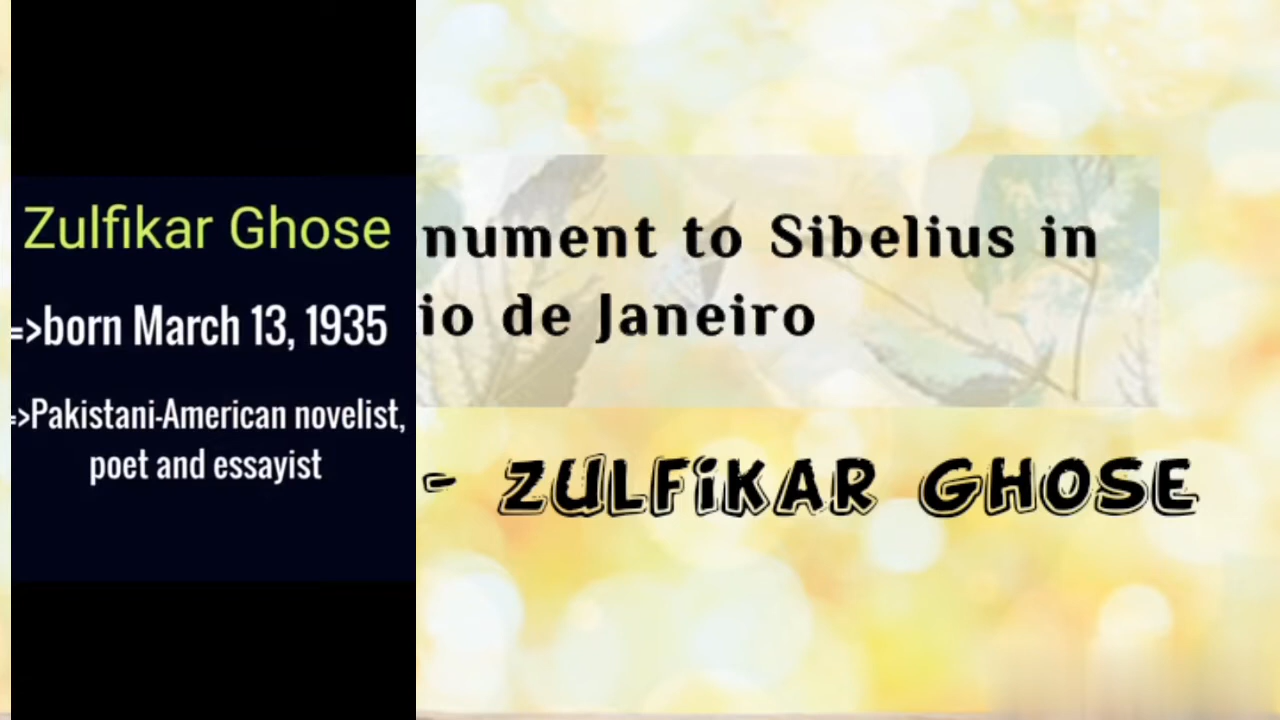 Zulfikar Ghose
=>born March 13, 1935
=>Pakistani-American novelist,
poet and essayist
nument to Sibelius in
io de Janeiro
- ZULFiKAR GHOSE